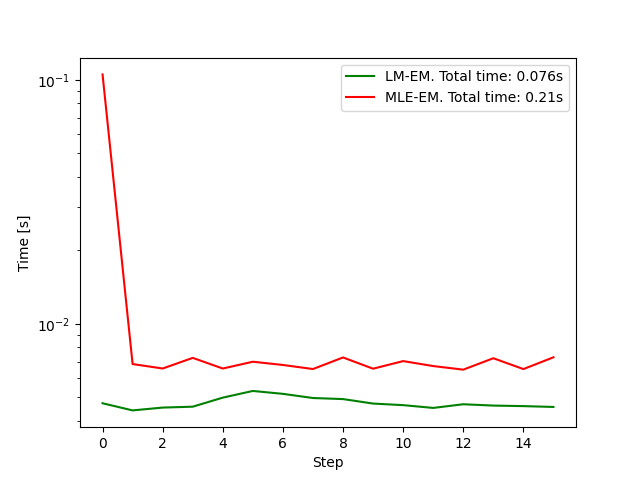 LM-EM. Total time: 0.076s
MLE-EM. Total time: 0.21s
10⁻¹
10⁻²
Time [s]
0 2 4 6 8 10 12 14
Step